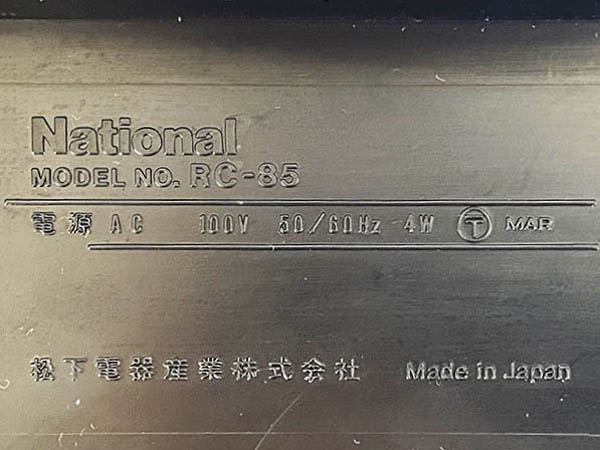 National
MODEL NO. RC-85
電源 AC 100V 50/60Hz 4W Ⓣ MAR
松下電器産業株式会社 Made in Japan